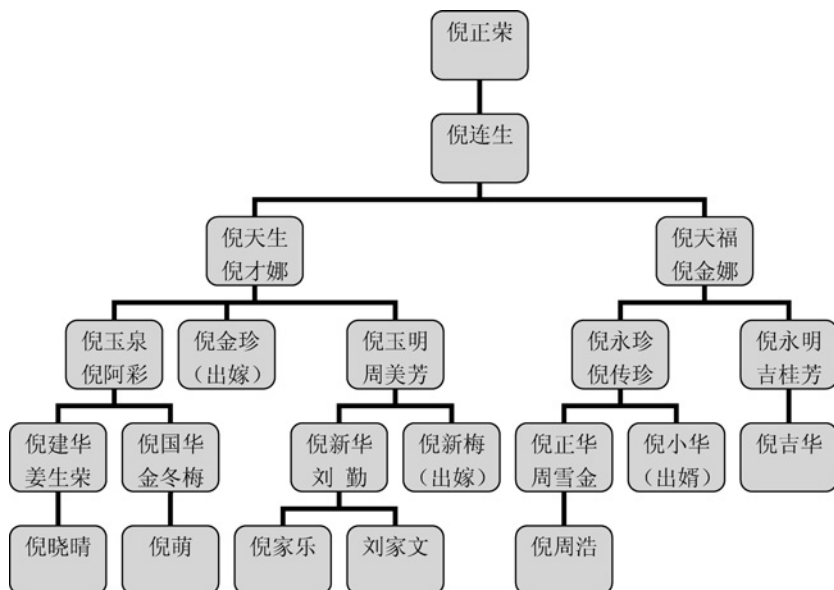 倪正荣
倪连生
倪天生
倪才娜
倪天福
倪金娜
倪玉泉
倪阿彩
倪金珍
（出嫁）
倪玉明
周美芳
倪永珍
倪传珍
倪永明
吉桂芳
倪建华
姜生荣
倪国华
金冬梅
倪新华
刘 勤
倪新梅
（出嫁）
倪正华
周雪金
倪小华
（出婿）
倪吉华
倪晓晴
倪萌
倪家乐
刘家文
倪周浩